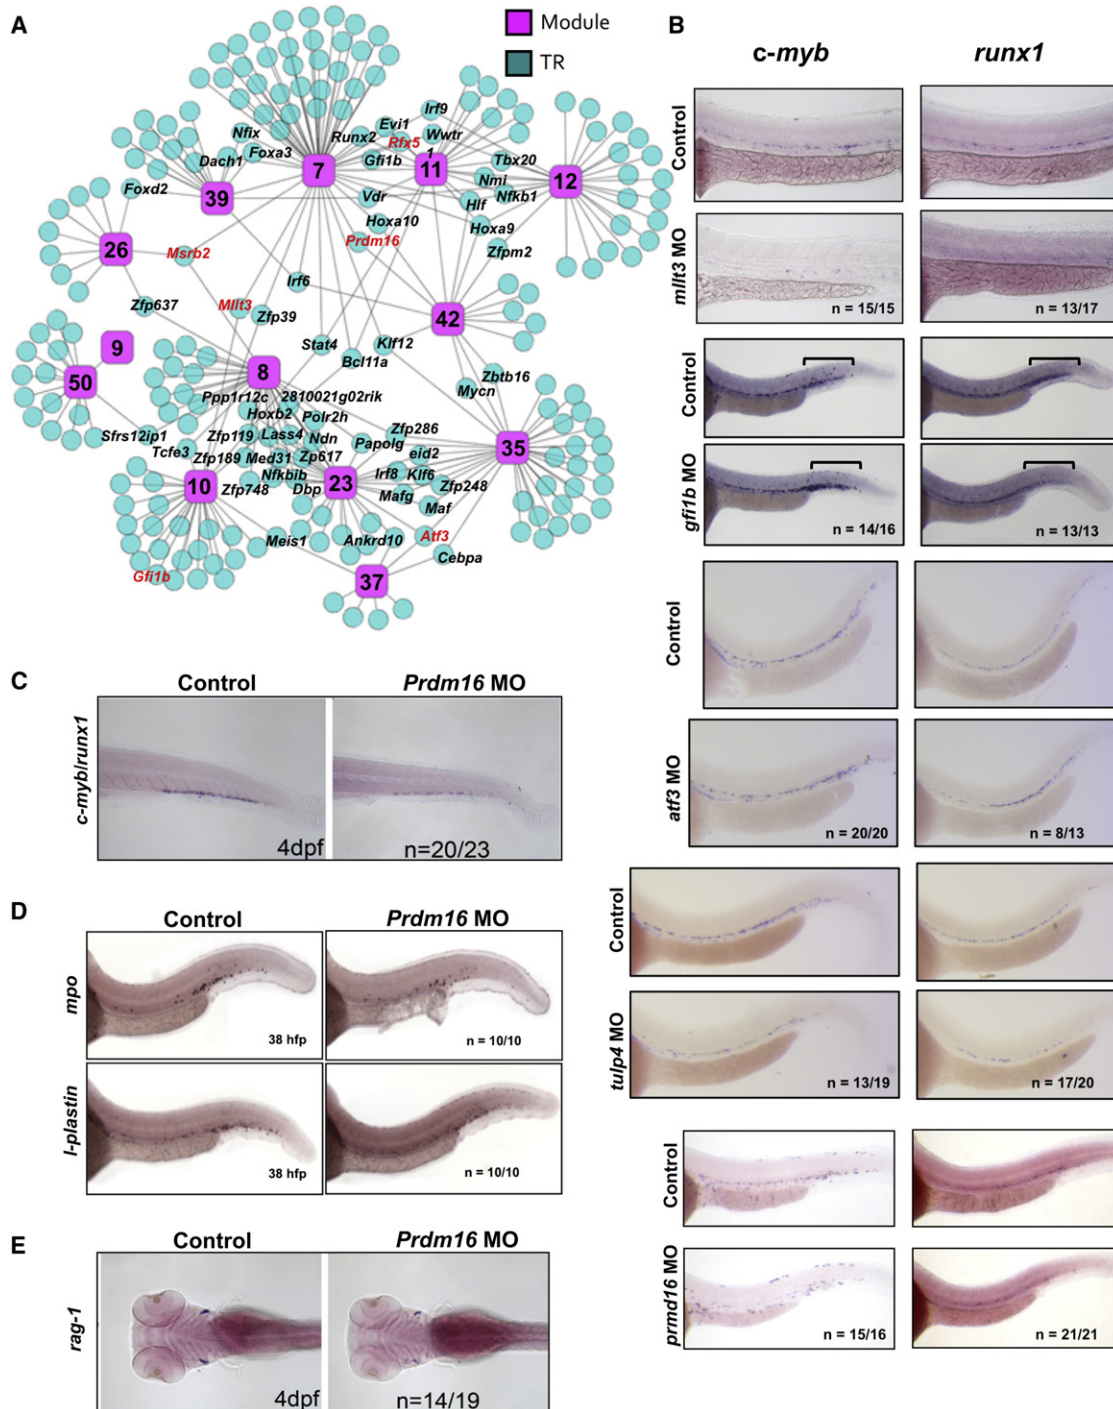 A
Module
TR
Irf9
Evi1
Nfix
Runx2
Rfx5
Wwtr
1
Dach1
Foxa3
Gfi1b
Tbx20
7
11
12
Foxd2
39
Vdr
Nmi
Nfkb1
Hlf
Hoxa10
Hoxa9
26
Msrb2
Prdm16
Zfpm2
Irf6
Zfp637
Mllt3
Zfp39
42
9
Stat4
Klf12
50
8
Bcl11a
Zbtb16
Mycn
Ppp1r12c
2810021g02rik
Hoxb2
Polr2h
Sfrs12ip1
Zfp119
Lass4
Ndn
Zfp286
Papolg
35
Tcfe3
Zfp189
Med31
Zp617
eid2
10
Nfkbib
23
Irf8
Klf6
Zfp748
Dbp
Zfp248
Mafg
Maf
Meis1
Ankrd10
Atf3
Gfi1b
37
Cebpa
B
c-myb
runx1
Control
mllt3 MO
n = 15/15
n = 13/17
Control
gfi1b MO
n = 14/16
n = 13/13
Control
atf3 MO
n = 20/20
n = 8/13
Control
tulp4 MO
n = 13/19
n = 17/20
Control
prmd16 MO
n = 15/16
n = 21/21
C
Control
Prdm16 MO
c-myb/runx1
4dpf
n=20/23
D
Control
Prdm16 MO
mpo
38 hfp
n = 10/10
l-plastin
38 hfp
n = 10/10
E
Control
Prdm16 MO
rag-1
4dpf
n=14/19